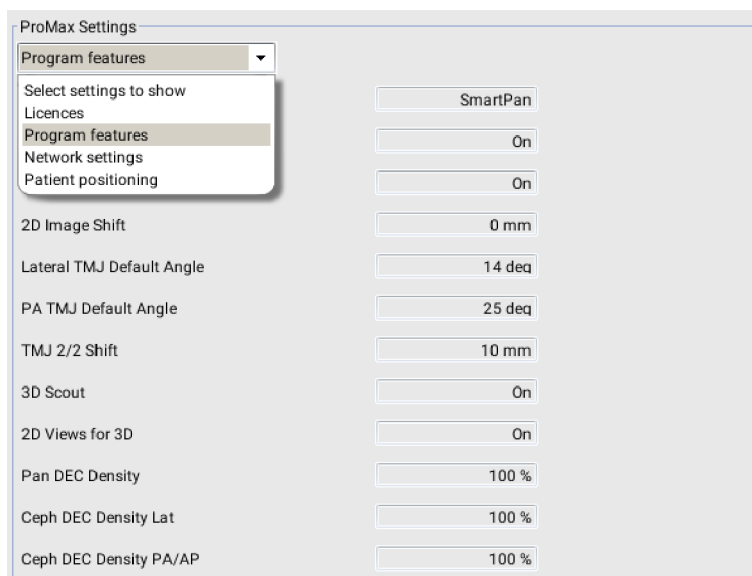 ProMax Settings
Program features
Select settings to show
Licences
Program features
Network settings
Patient positioning
SmartPan
On
On
2D Image Shift 0 mm
Lateral TMJ Default Angle 14 deg
PA TMJ Default Angle 25 deg
TMJ 2/2 Shift 10 mm
3D Scout On
2D Views for 3D On
Pan DEC Density 100 %
Ceph DEC Density Lat 100 %
Ceph DEC Density PA/AP 100 %